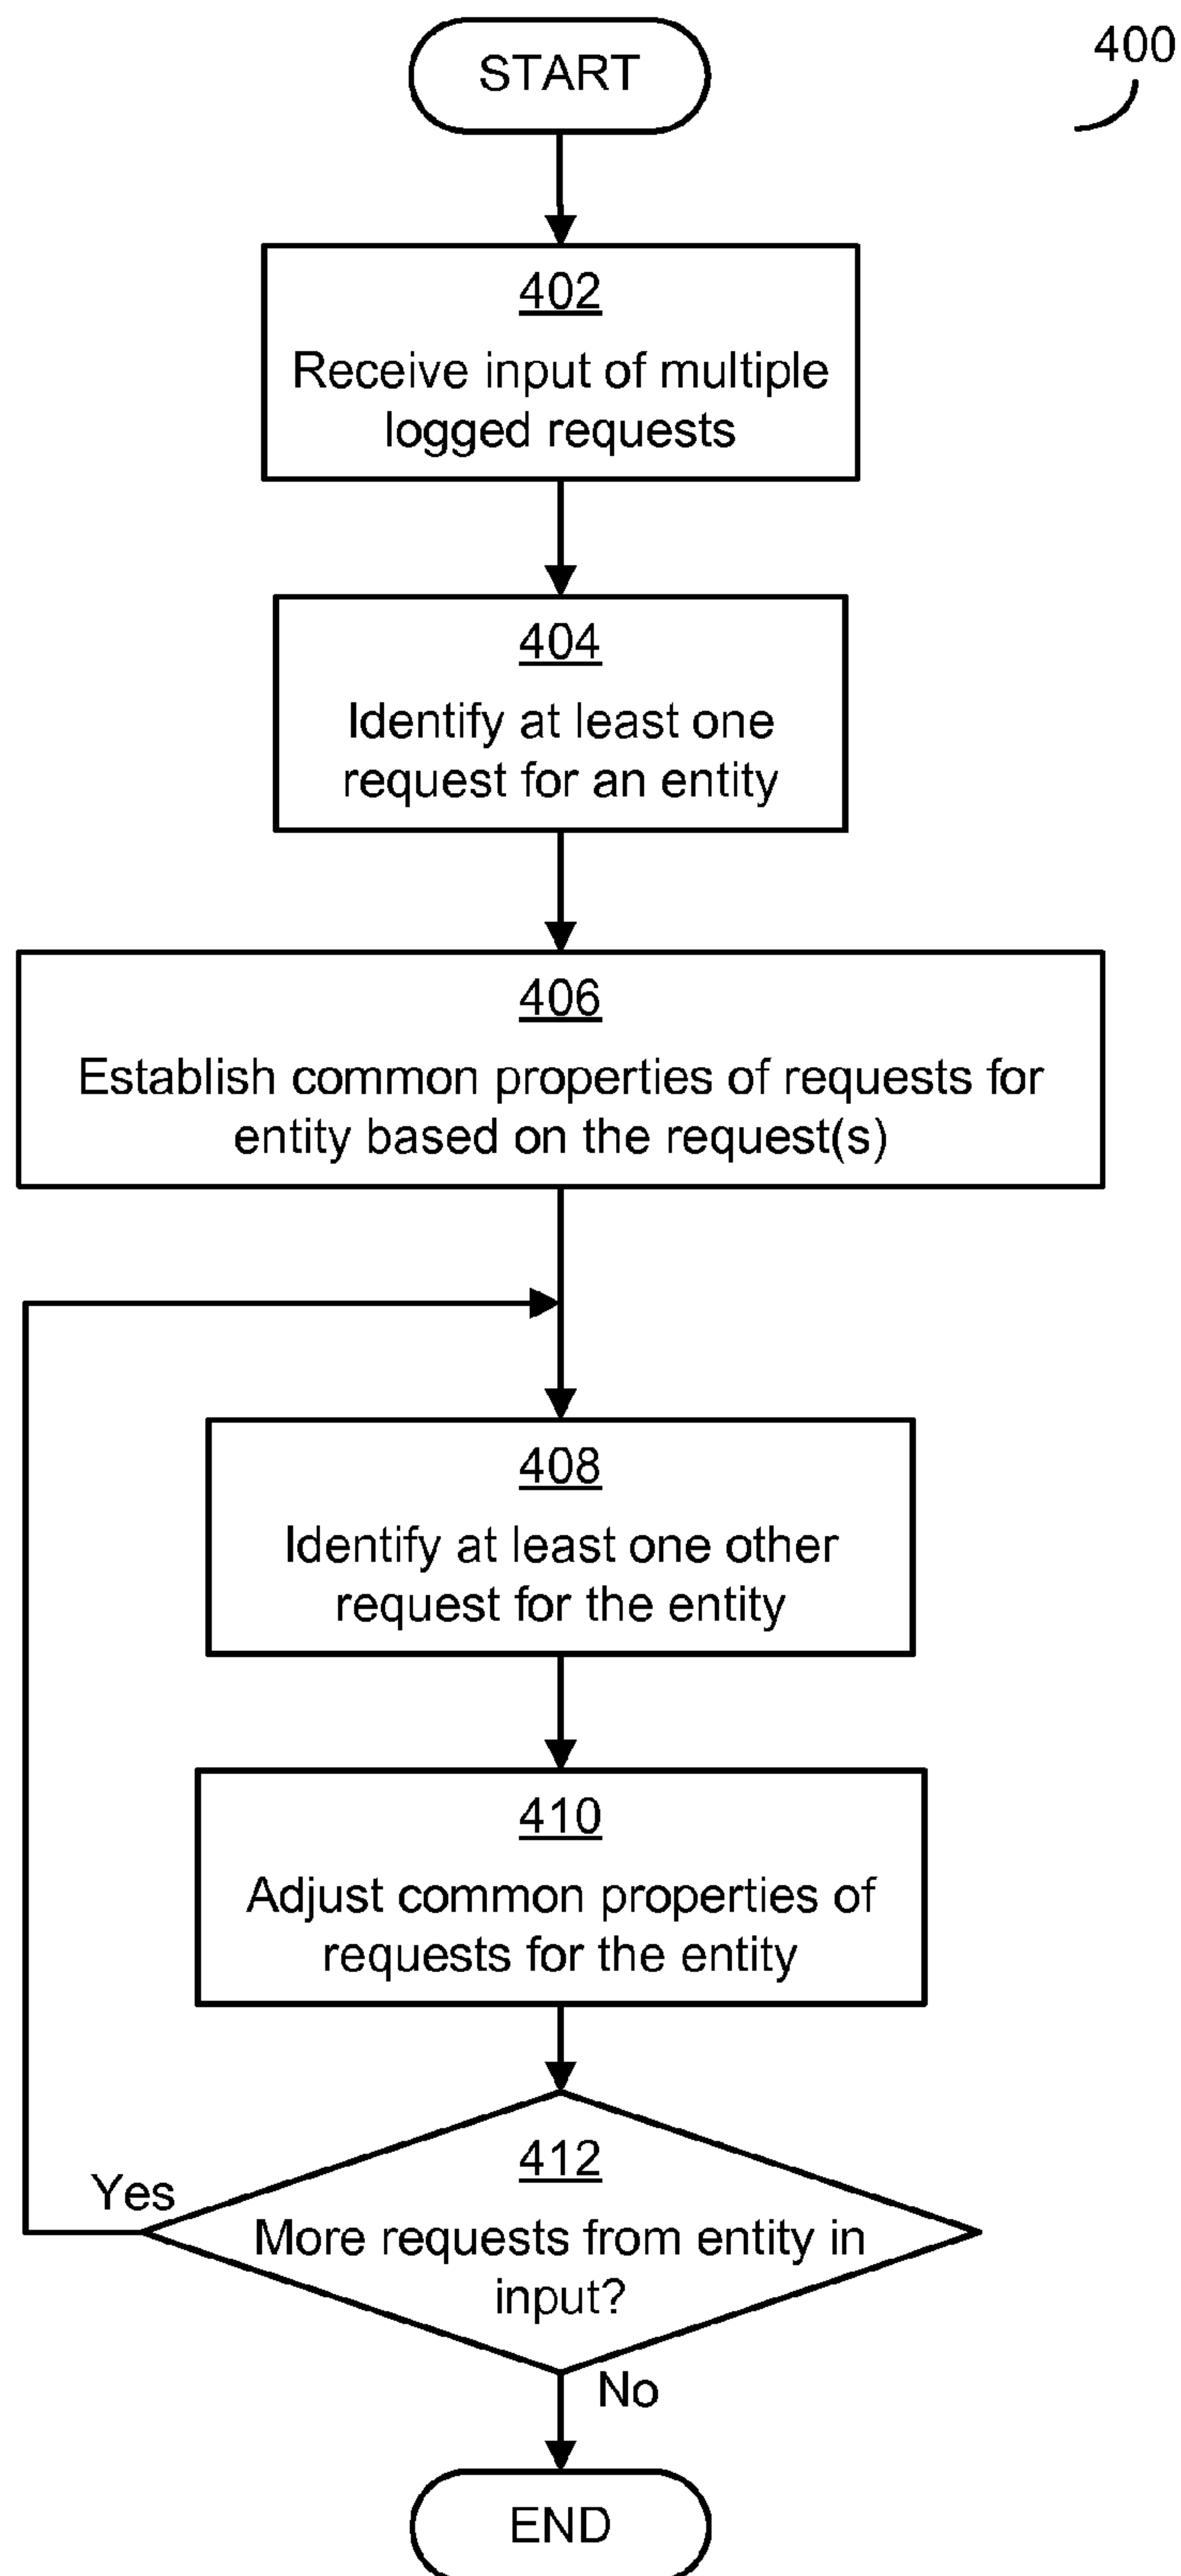 START
400
402
Receive input of multiple
logged requests
404
Identify at least one
request for an entity
406
Establish common properties of requests for
entity based on the request(s)
408
Identify at least one other
request for the entity
410
Adjust common properties of
requests for the entity
412
Yes
More requests from entity in
input?
No
END